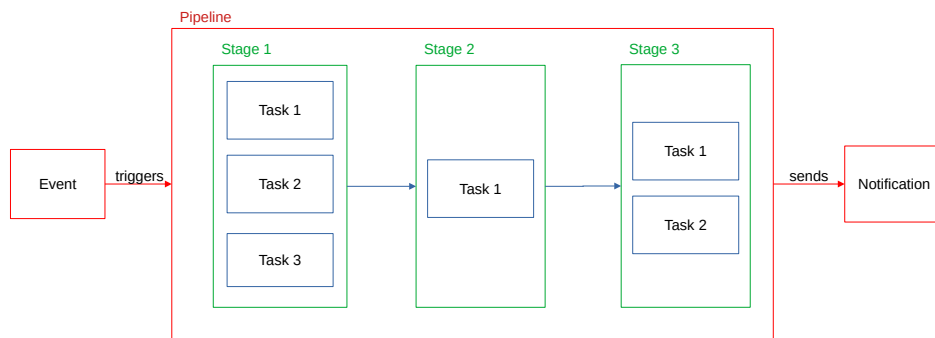 Pipeline
Stage 1
Stage 2
Stage 3
Task 1
Task 2
Task 3
Task 1
Task 1
Task 2
Event
triggers
sends
Notification